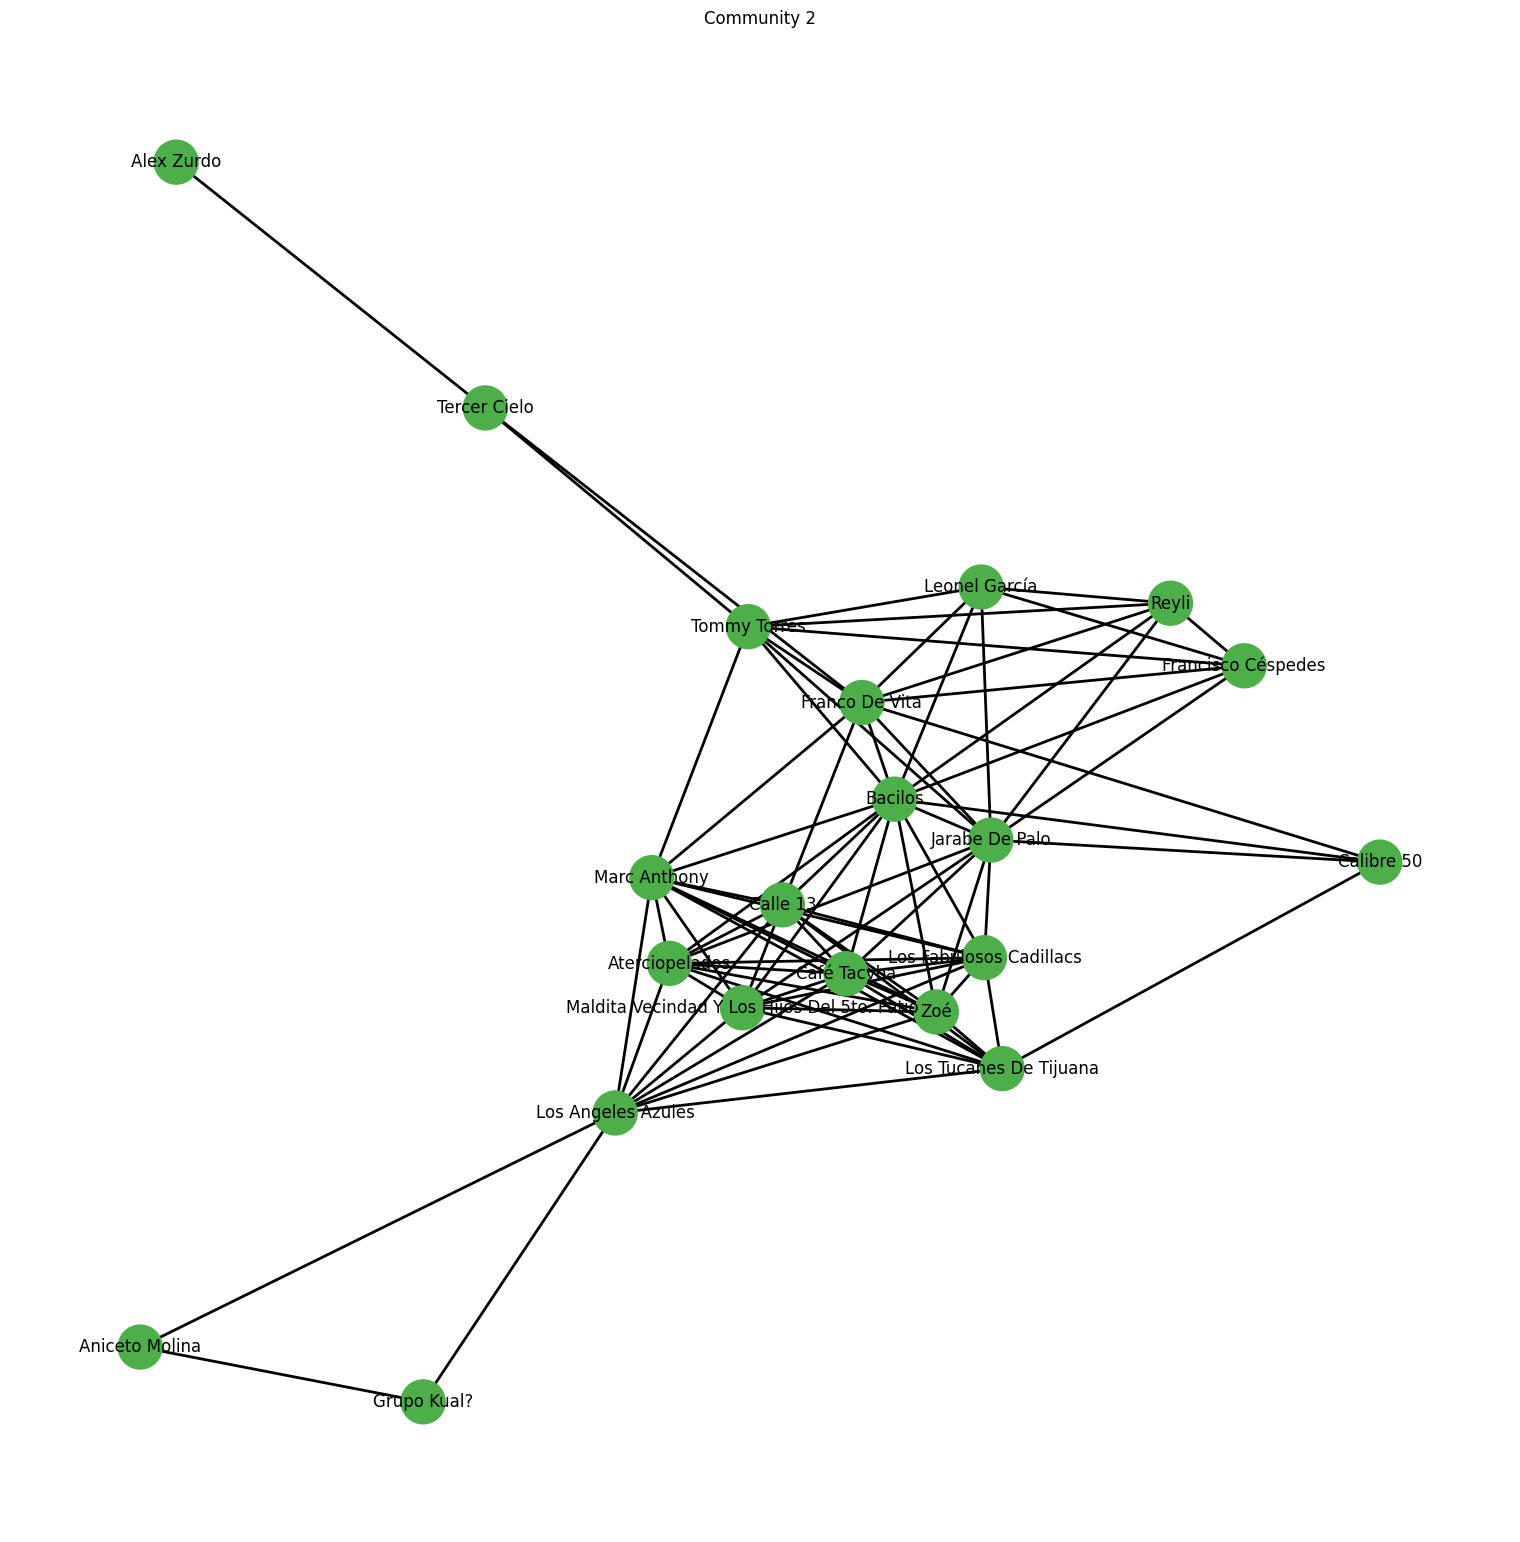 Community 2
Alex Zurdo
Tercer Cielo
Leonel García
Reyli
Tommy Torres
Francisco Céspedes
Franco De Vita
Bacilos
Jarabe De Palo
Calibre 50
Marc Anthony
Calle 13
Los Fabulosos Cadillacs
Aterciopelados
Café Tacvba
Maldita Vecindad Y Los Hijos Del 5to. Patio
Zoé
Los Tucanes De Tijuana
Los Angeles Azules
Aniceto Molina
Grupo Kual?